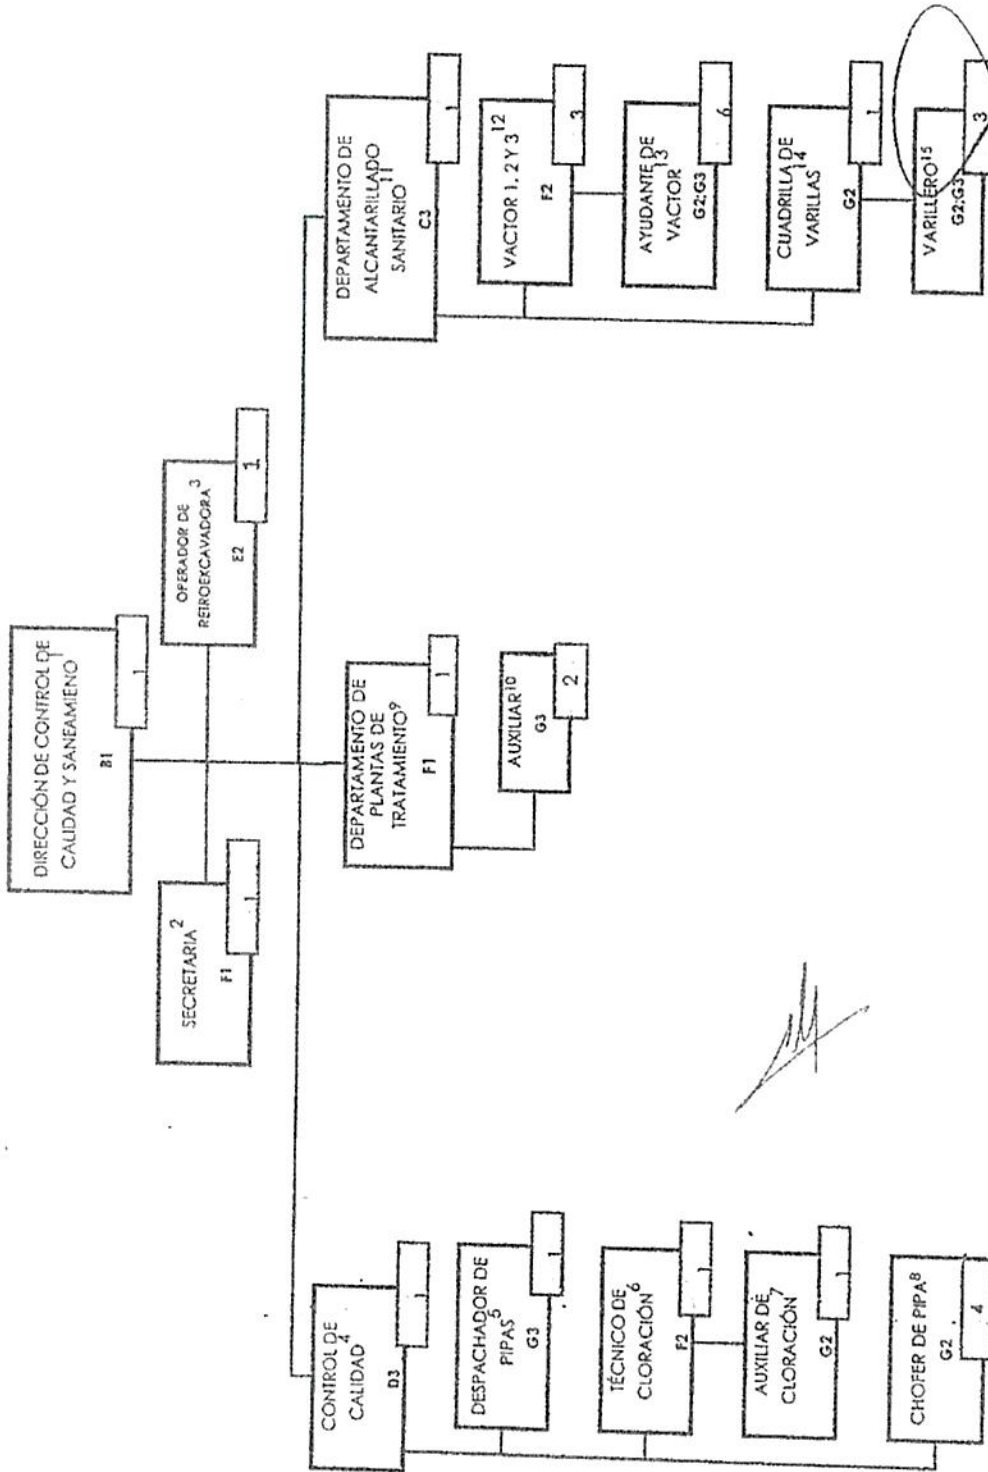 DIRECCIÓN DE CONTROL DE
CALIDAD Y SANEAMIENO 1
B1
1
SECRETARIA 2
F1
1
OPERADOR DE
RETROEXCAVADORA 3
E2
1
CONTROL DE
CALIDAD 4
D3
1
DESPACHADOR DE
PIPAS 5
G3
1
TÉCNICO DE
CLORACIÓN 6
F2
1
AUXILIAR DE
CLORACIÓN 7
G2
1
CHOFER DE PIPA 8
G2
4
DEPARTAMENTO DE
PLANTAS DE
TRATAMIENTO 9
F1
1
AUXILIAR 10
G3
2
DEPARTAMENTO DE
ALCANTARILLADO
SANITARIO 11
C3
1
VACTOR 1, 2 Y 3 12
F2
3
AYUDANTE DE
VACTOR 13
G2;G3
6
CUADRILLA DE
VARILLAS 14
G2
1
VARILLERO 15
G2;G3
3